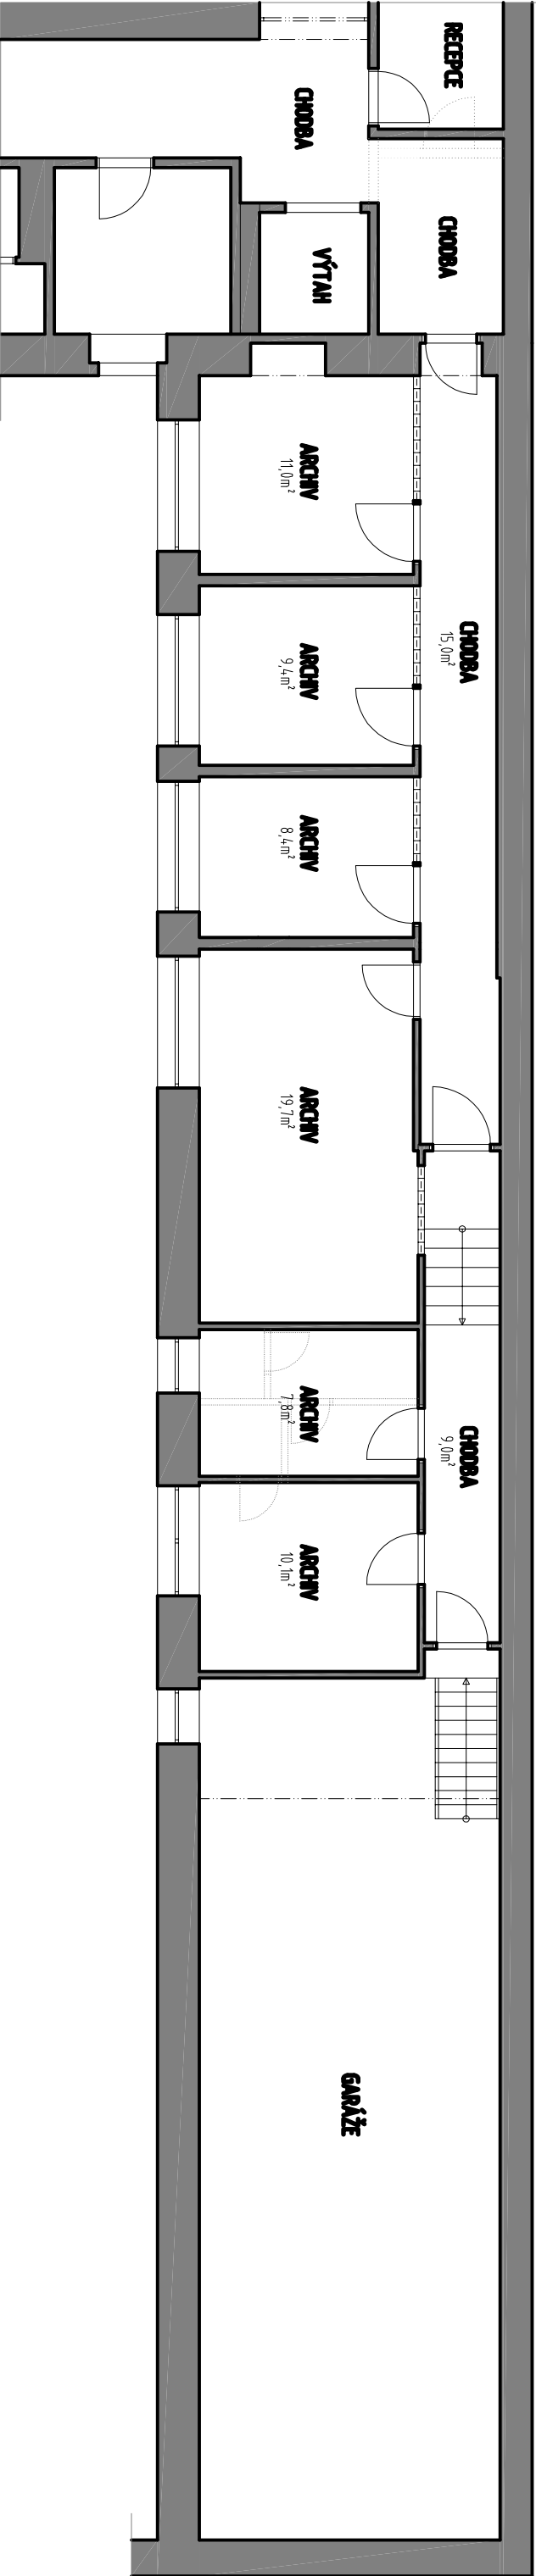 RECEPCE
CHODBA
CHODBA
VÝTAH
ARCHIV
11,0m²
CHODBA
15,0m²
ARCHIV
9,4m²
ARCHIV
8,4m²
ARCHIV
19,7m²
ARCHIV
7,8m²
CHODBA
9,0m²
ARCHIV
10,1m²
GARÁŽE